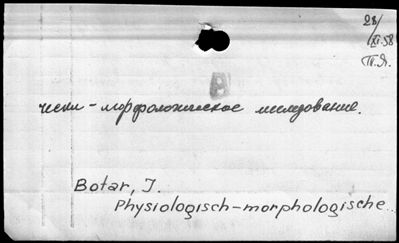 28/
XI-58
В
чески - морфологическое исследование.
Botar, J.
Physiologisch-morphologische...